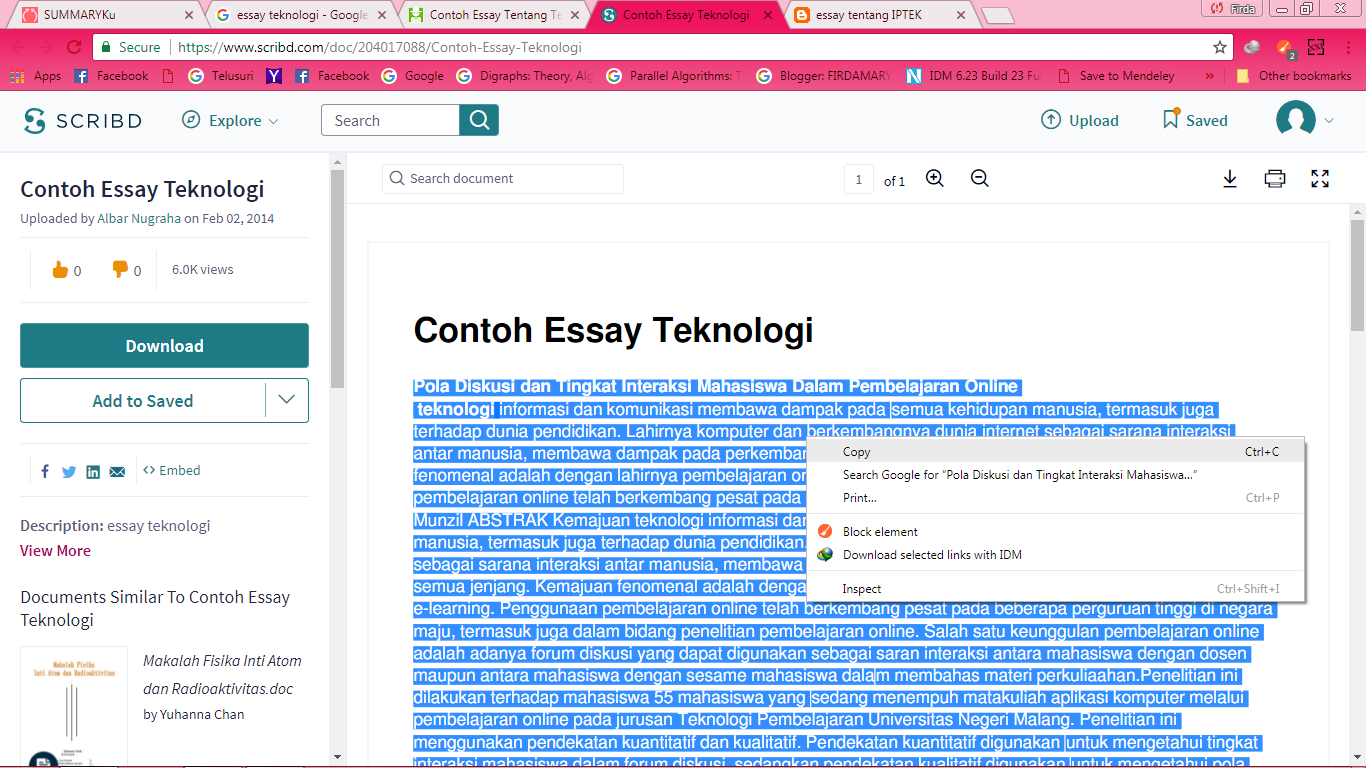 SUMMARYKu
essay teknologi - Google
Contoh Essay Tentang Te
Contoh Essay Teknologi
essay tentang IPTEK
Firda
Secure
https://www.scribd.com/doc/204017088/Contoh-Essay-Teknologi
2
Apps
Facebook
Telusuri
Facebook
Google
Digraphs: Theory, Alg
Parallel Algorithms: T
Blogger: FIRDAMARY
IDM 6.23 Build 23 Ful
Save to Mendeley
»
Other bookmarks
SCRIBD
Explore
Search
Upload
Saved
Contoh Essay Teknologi
Uploaded by Albar Nugraha on Feb 02, 2014
0
0
6.0K views
Download
Add to Saved
<> Embed
Description: essay teknologi
View More
Documents Similar To Contoh Essay
Teknologi
Makalah Fisika
Inti Atom dan Radioaktivitas
Makalah Fisika Inti Atom
dan Radioaktivitas.doc
by Yuhanna Chan
Search document
1
of 1
Contoh Essay Teknologi
Pola Diskusi dan Tingkat Interaksi Mahasiswa Dalam Pembelajaran Online
teknologi informasi dan komunikasi membawa dampak pada semua kehidupan manusia, termasuk juga
terhadap dunia pendidikan. Lahirnya komputer dan berkembangnya dunia internet sebagai sarana interaksi
antar manusia, membawa dampak pada perkemban
fenomenal adalah dengan lahirnya pembelajaran on
pembelajaran online telah berkembang pesat pada
Munzil ABSTRAK Kemajuan teknologi informasi dan
manusia, termasuk juga terhadap dunia pendidikan.
sebagai sarana interaksi antar manusia, membawa
semua jenjang. Kemajuan fenomenal adalah denga
e-learning. Penggunaan pembelajaran online telah berkembang pesat pada beberapa perguruan tinggi di negara
maju, termasuk juga dalam bidang penelitian pembelajaran online. Salah satu keunggulan pembelajaran online
adalah adanya forum diskusi yang dapat digunakan sebagai saran interaksi antara mahasiswa dengan dosen
maupun antara mahasiswa dengan sesame mahasiswa dalam membahas materi perkuliaahan.Penelitian ini
dilakukan terhadap mahasiswa 55 mahasiswa yang sedang menempuh matakuliah aplikasi komputer melalui
pembelajaran online pada jurusan Teknologi Pembelajaran Universitas Negeri Malang. Penelitian ini
menggunakan pendekatan kuantitatif dan kualitatif. Pendekatan kuantitatif digunakan untuk mengetahui tingkat
interaksi mahasiswa dalam forum diskusi, sedangkan pendekatan kualitatif digunakan untuk mengetahui pola
Copy
Ctrl+C
Search Google for “Pola Diskusi dan Tingkat Interaksi Mahasiswa...”
Print...
Ctrl+P
Block element
Download selected links with IDM
Inspect
Ctrl+Shift+I